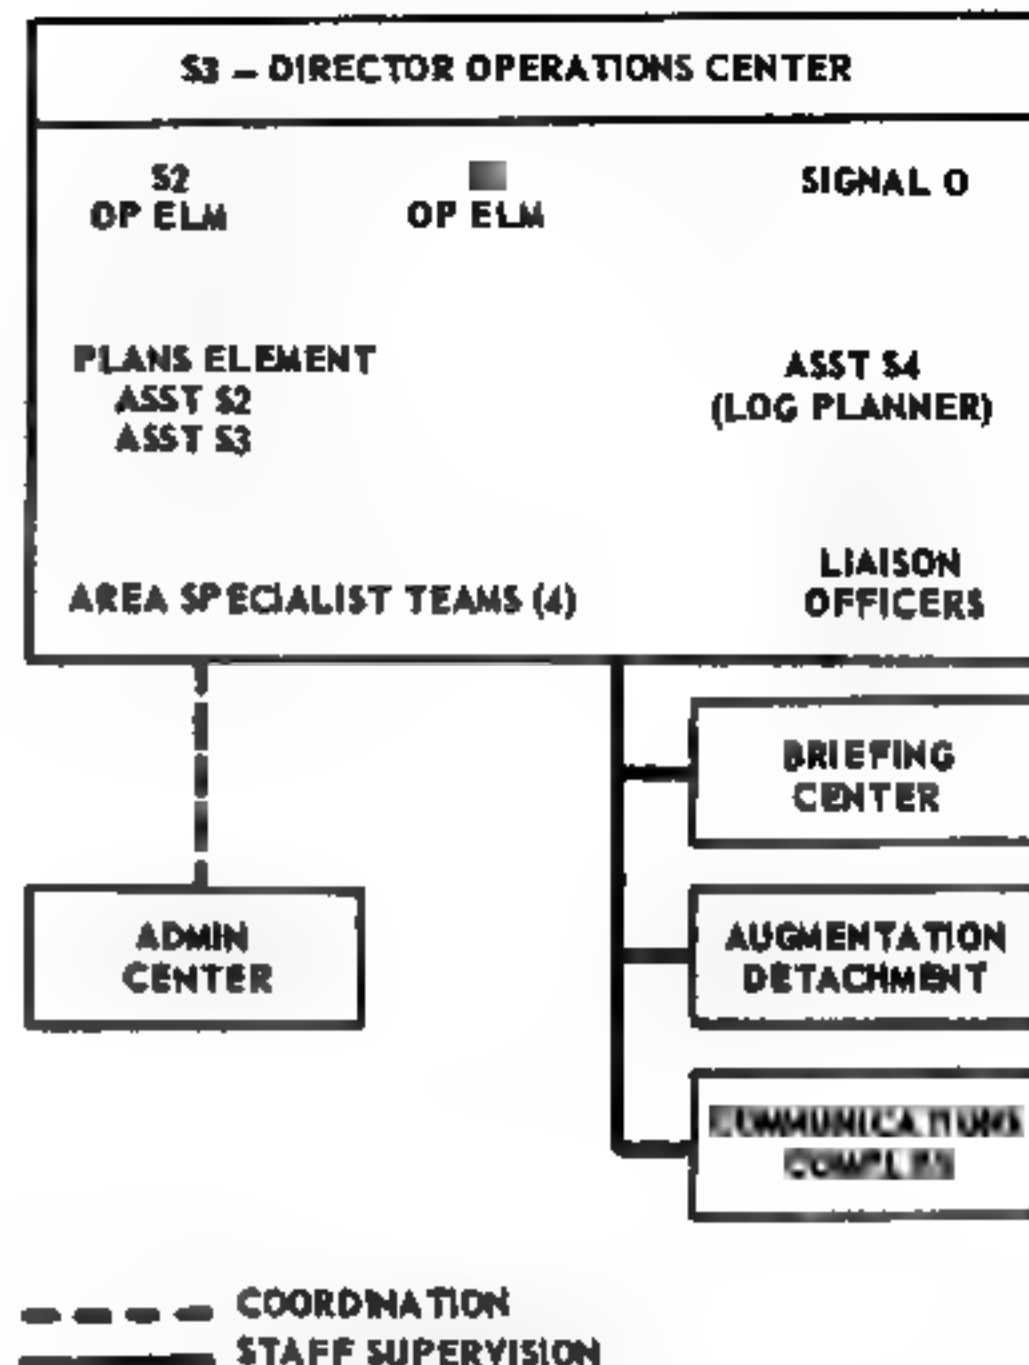 S3 – DIRECTOR OPERATIONS CENTER
S2
OP ELM
OP ELM
SIGNAL O
PLANS ELEMENT
ASST S2
ASST S3
ASST S4
(LOG PLANNER)
AREA SPECIALIST TEAMS (4)
LIAISON
OFFICERS
BRIEFING
CENTER
ADMIN
CENTER
AUGMENTATION
DETACHMENT
COMMUNICATIONS
COORDINATION
STAFF SUPERVISION